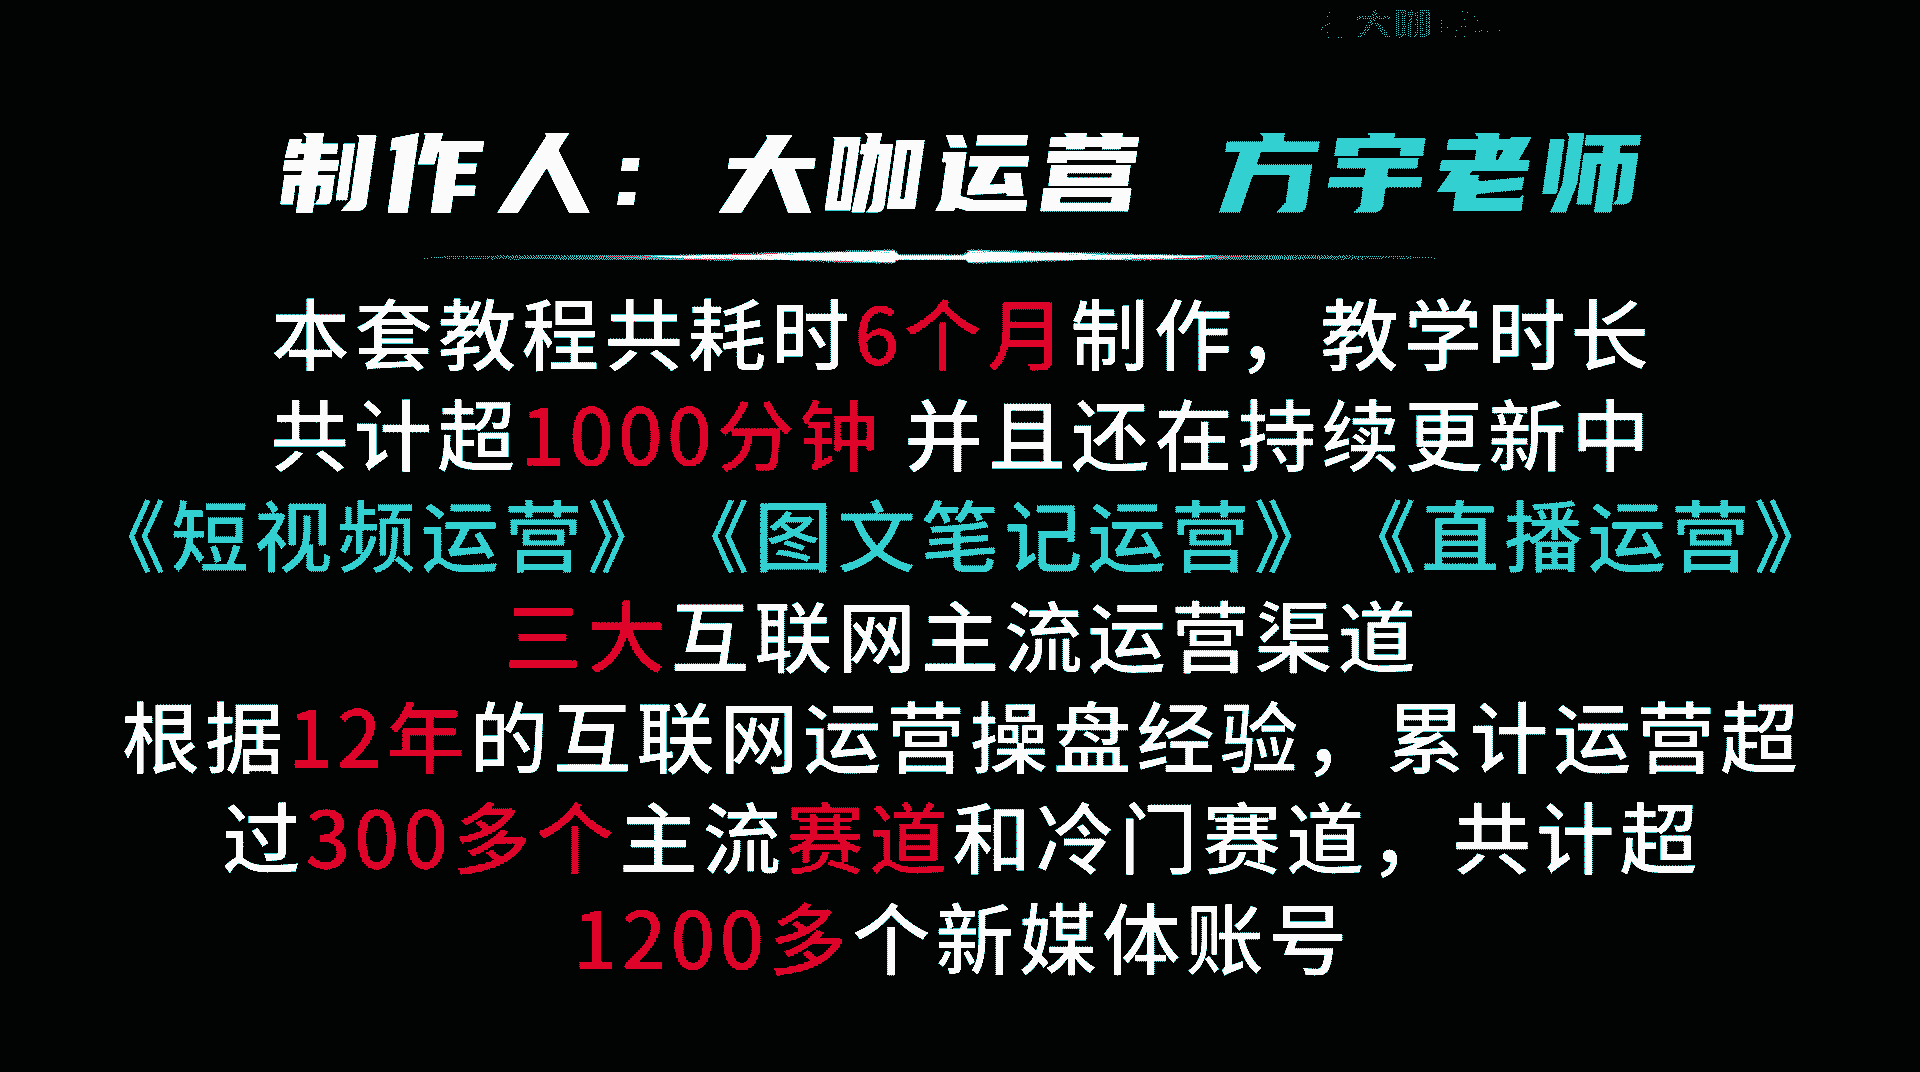 大咖
制作人：大咖运营 方宇老师
本套教程共耗时6个月制作，教学时长
共计超1000分钟 并且还在持续更新中
《短视频运营》《图文笔记运营》《直播运营》
三大互联网主流运营渠道
根据12年的互联网运营操盘经验，累计运营超
过300多个主流赛道和冷门赛道，共计超
1200多个新媒体账号